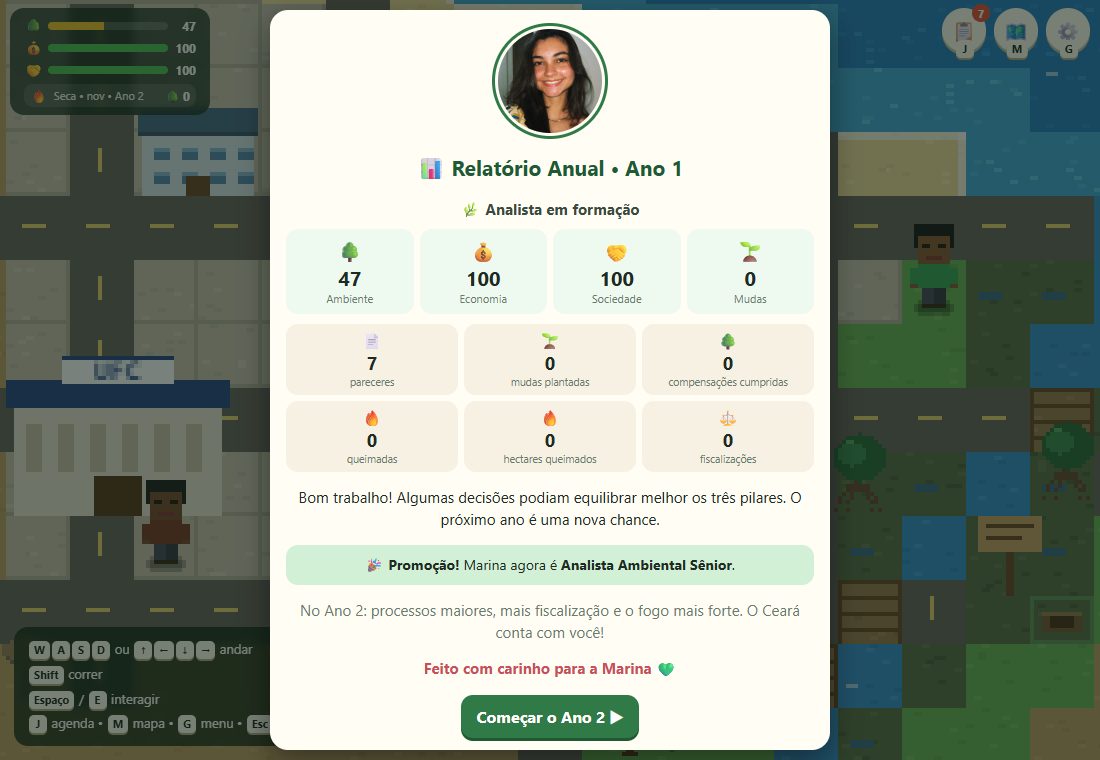 47
100
100
Seca • nov • Ano 2 0
7
J M G
UFC
Relatório Anual • Ano 1
Analista em formação
47 100 100 0
Ambiente Economia Sociedade Mudas
7 0 0
pareceres mudas plantadas compensações cumpridas
0 0 0
queimadas hectares queimados fiscalizações
Bom trabalho! Algumas decisões podiam equilibrar melhor os três pilares. O
próximo ano é uma nova chance.
Promoção! Marina agora é Analista Ambiental Sênior.
No Ano 2: processos maiores, mais fiscalização e o fogo mais forte. O Ceará
conta com você!
Feito com carinho para a Marina
Começar o Ano 2 ▶
W A S D ou ↑ ← ↓ → andar
Shift correr
Espaço / E interagir
J agenda • M mapa • G menu • Esc